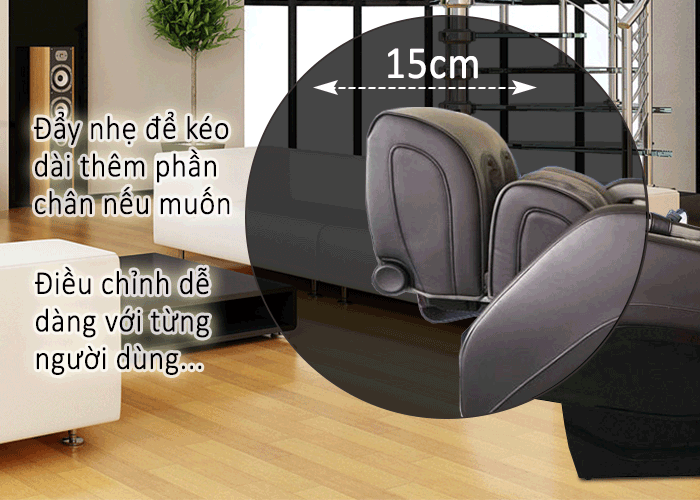 15cm
Đẩy nhẹ để kéo
dài thêm phần
chân nếu muốn
Điều chỉnh dễ
dàng với từng
người dùng...